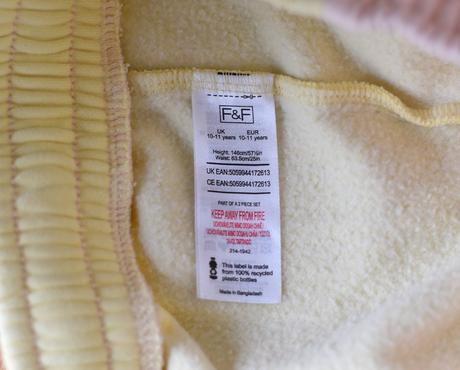 F&F
UK EUR
10-11 years 10-11 years
Height: 146cm/57½in
Waist: 63.5cm/25in
UK EAN:5059944172613
CE EAN:5059944172613
PART OF A 2 PIECE SET
KEEP AWAY FROM FIRE
314-1942
This label is made
from 100% recycled
plastic bottles
Made in Bangladesh